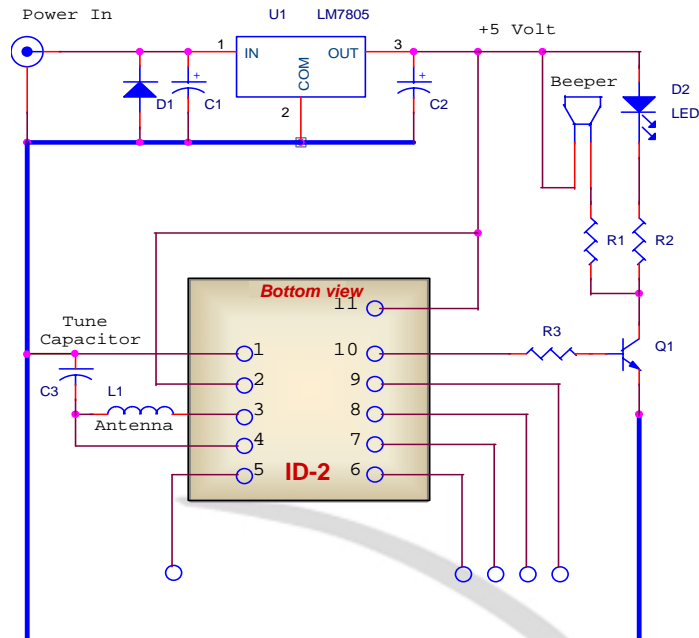 Power In
U1 LM7805
+5 Volt
1 IN OUT 3
COM
2
D1
C1
C2
Beeper
D2
LED
R1
R2
Bottom view
11
Tune
Capacitor
1
10
R3
Q1
2
9
C3
L1
3
8
Antenna
4
7
5
ID-2
6
+
+